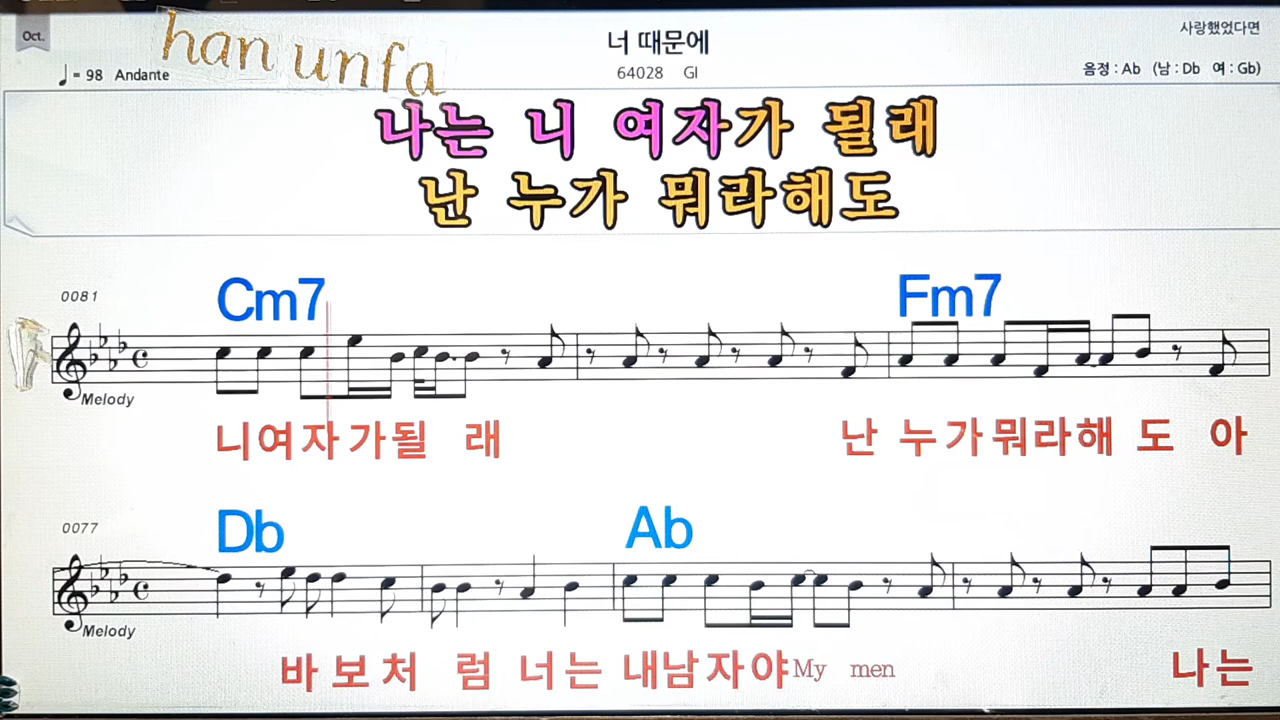 Oct.
han unfa
너 때문에
사랑했었다면
♩= 98 Andante
64028 GI
음정 : Ab (남 : Db 여 : Gb)
나는 니 여자가 될래
난 누가 뭐라해도
0081
Cm7 Fm7
Melody
니여자가될 래 난 누가뭐라해 도 아
0077
Db Ab
Melody
바보처 럼 너는 내남자야My men 나는